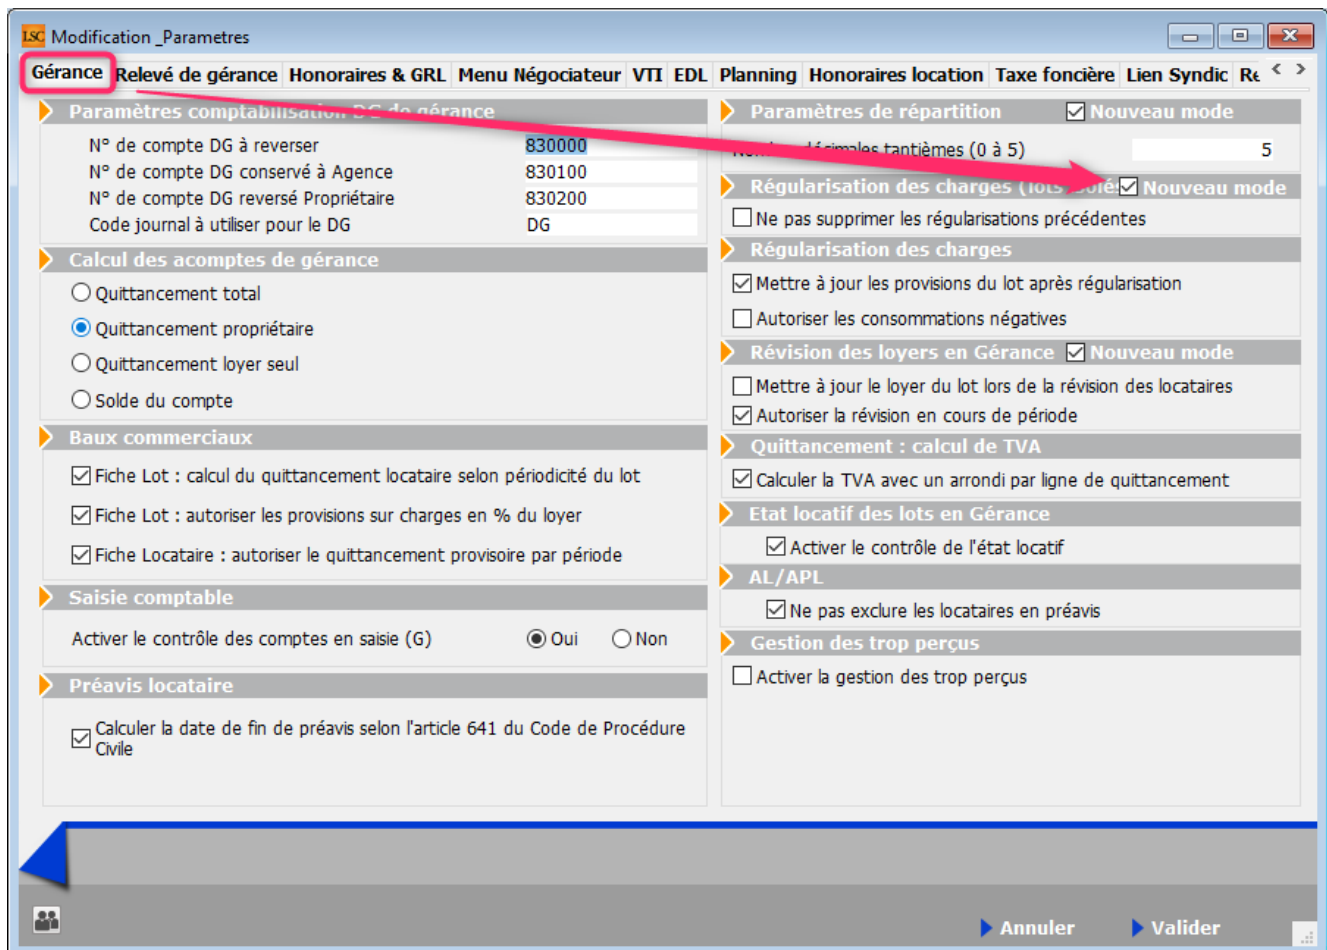 LSC Modification _Parametres
Gérance Relevé de gérance Honoraires & GRL Menu Négociateur VTI EDL Planning Honoraires location Taxe foncière Lien Syndic
Paramètres comptabilisation DG de gérance
N° de compte DG à reverser 830000
N° de compte DG conservé à Agence 830100
N° de compte DG reversé Propriétaire 830200
Code journal à utiliser pour le DG DG
Calcul des acomptes de gérance
Quittancement total
Quittancement propriétaire
Quittancement loyer seul
Solde du compte
Baux commerciaux
Fiche Lot : calcul du quittancement locataire selon périodicité du lot
Fiche Lot : autoriser les provisions sur charges en % du loyer
Fiche Locataire : autoriser le quittancement provisoire par période
Saisie comptable
Activer le contrôle des comptes en saisie (G) Oui Non
Préavis locataire
Calculer la date de fin de préavis selon l'article 641 du Code de Procédure
Civile
Paramètres de répartition Nouveau mode
décimales tantièmes (0 à 5) 5
Régularisation des charges (lots Nouveau mode
Ne pas supprimer les régularisations précédentes
Régularisation des charges
Mettre à jour les provisions du lot après régularisation
Autoriser les consommations négatives
Révision des loyers en Gérance Nouveau mode
Mettre à jour le loyer du lot lors de la révision des locataires
Autoriser la révision en cours de période
Quittancement : calcul de TVA
Calculer la TVA avec un arrondi par ligne de quittancement
Etat locatif des lots en Gérance
Activer le contrôle de l'état locatif
AL/APL
Ne pas exclure les locataires en préavis
Gestion des trop perçus
Activer la gestion des trop perçus
Annuler Valider